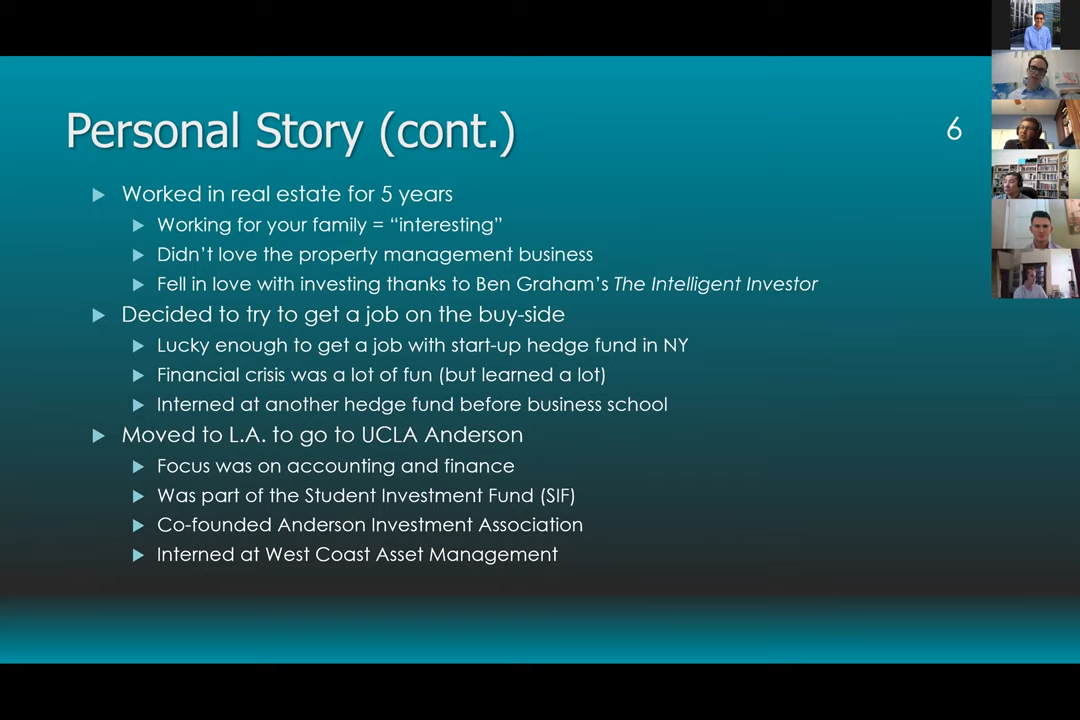 Personal Story (cont.)
6
Worked in real estate for 5 years
Working for your family = “interesting”
Didn’t love the property management business
Fell in love with investing thanks to Ben Graham’s The Intelligent Investor
Decided to try to get a job on the buy-side
Lucky enough to get a job with start-up hedge fund in NY
Financial crisis was a lot of fun (but learned a lot)
Interned at another hedge fund before business school
Moved to L.A. to go to UCLA Anderson
Focus was on accounting and finance
Was part of the Student Investment Fund (SIF)
Co-founded Anderson Investment Association
Interned at West Coast Asset Management